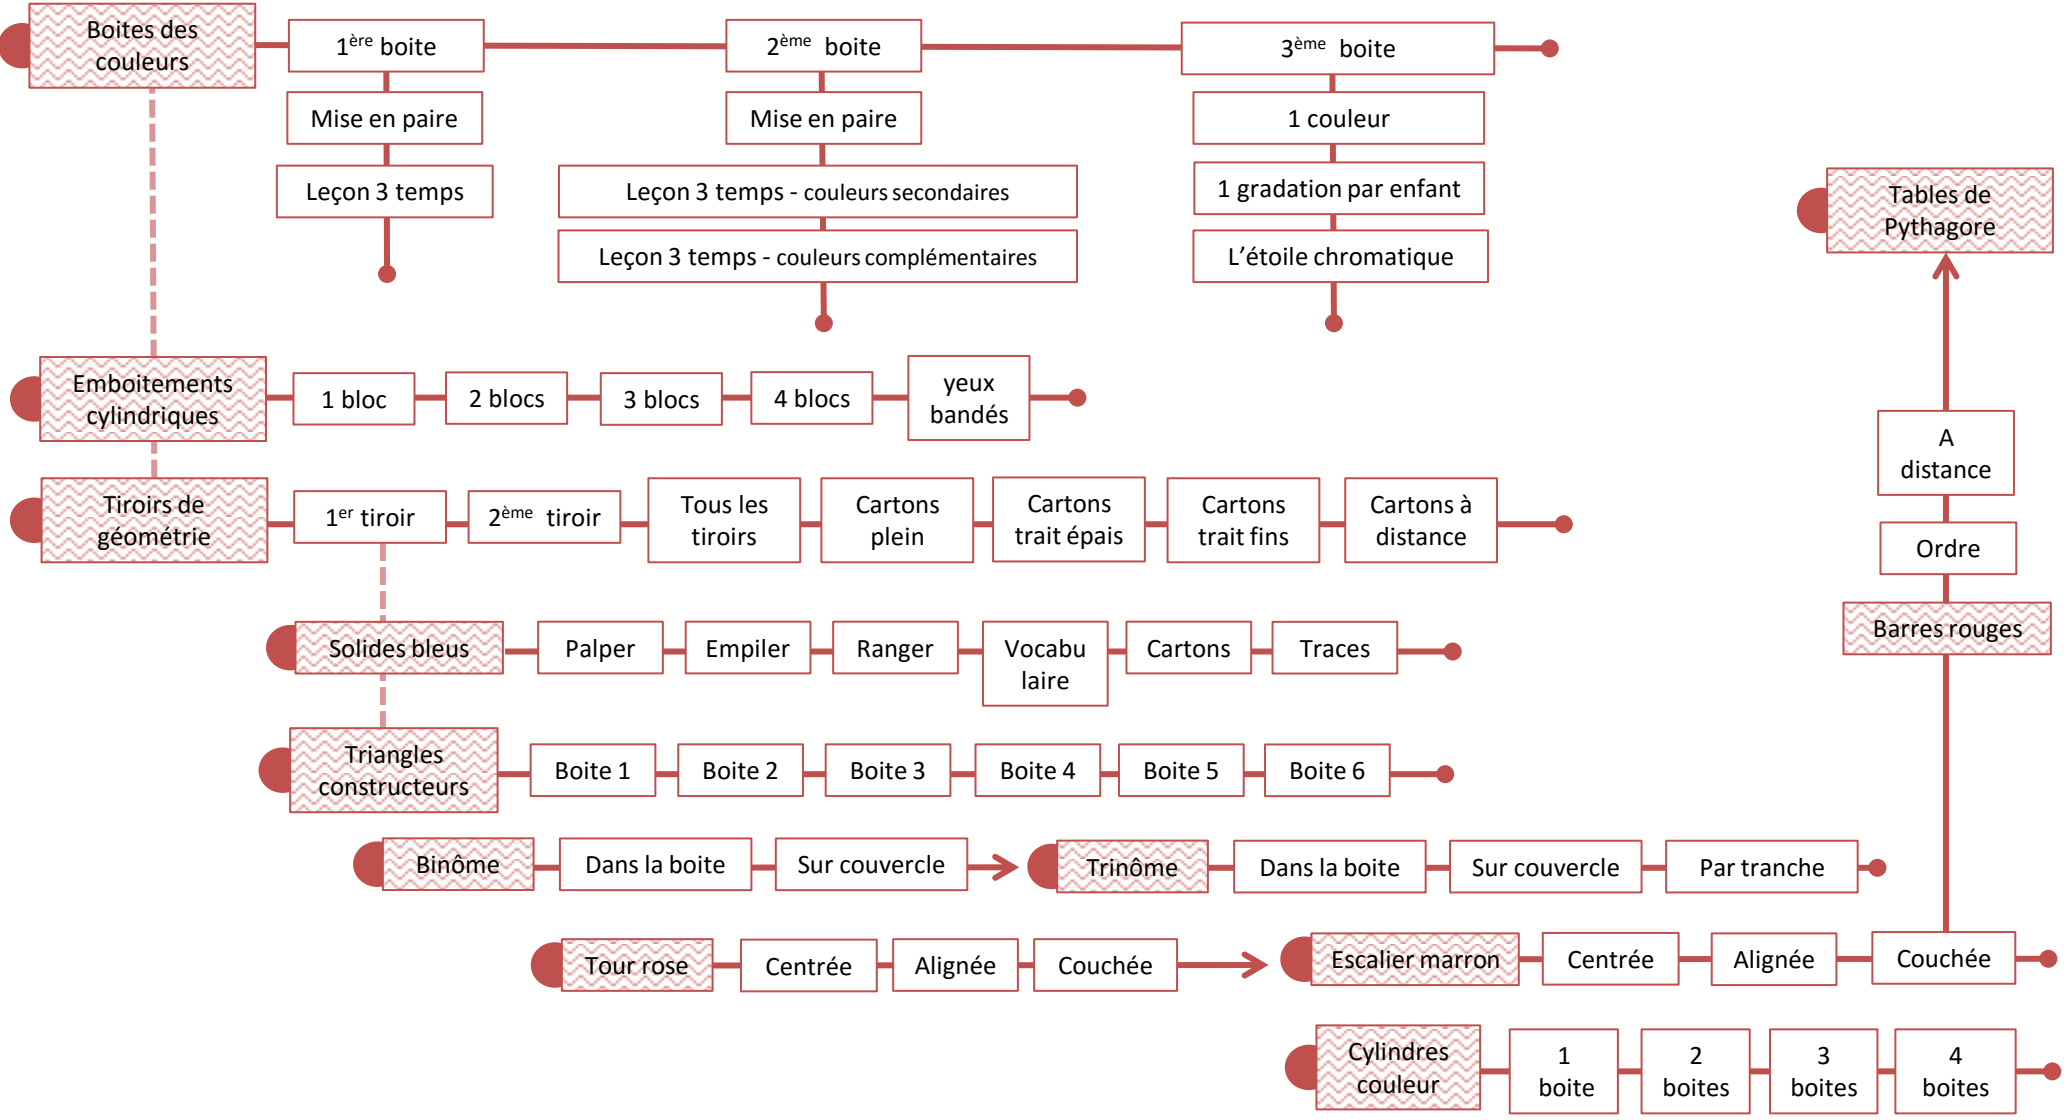 Boites des
couleurs
1ère boite
2ème boite
3ème boite
Mise en paire
Mise en paire
1 couleur
Leçon 3 temps
Leçon 3 temps - couleurs secondaires
1 gradation par enfant
Leçon 3 temps - couleurs complémentaires
L'étoile chromatique
Tables de
Pythagore
A
distance
Ordre
Barres rouges
Emboitements
cylindriques
1 bloc
2 blocs
3 blocs
4 blocs
yeux
bandés
Tiroirs de
géométrie
1er tiroir
2ème tiroir
Tous les
tiroirs
Cartons
plein
Cartons
trait épais
Cartons
trait fins
Cartons à
distance
Solides bleus
Palper
Empiler
Ranger
Vocabu
laire
Cartons
Traces
Triangles
constructeurs
Boite 1
Boite 2
Boite 3
Boite 4
Boite 5
Boite 6
Binôme
Dans la boite
Sur couvercle
Trinôme
Dans la boite
Sur couvercle
Par tranche
Tour rose
Centrée
Alignée
Couchée
Escalier marron
Centrée
Alignée
Couchée
Cylindres
couleur
1
boite
2
boites
3
boites
4
boites